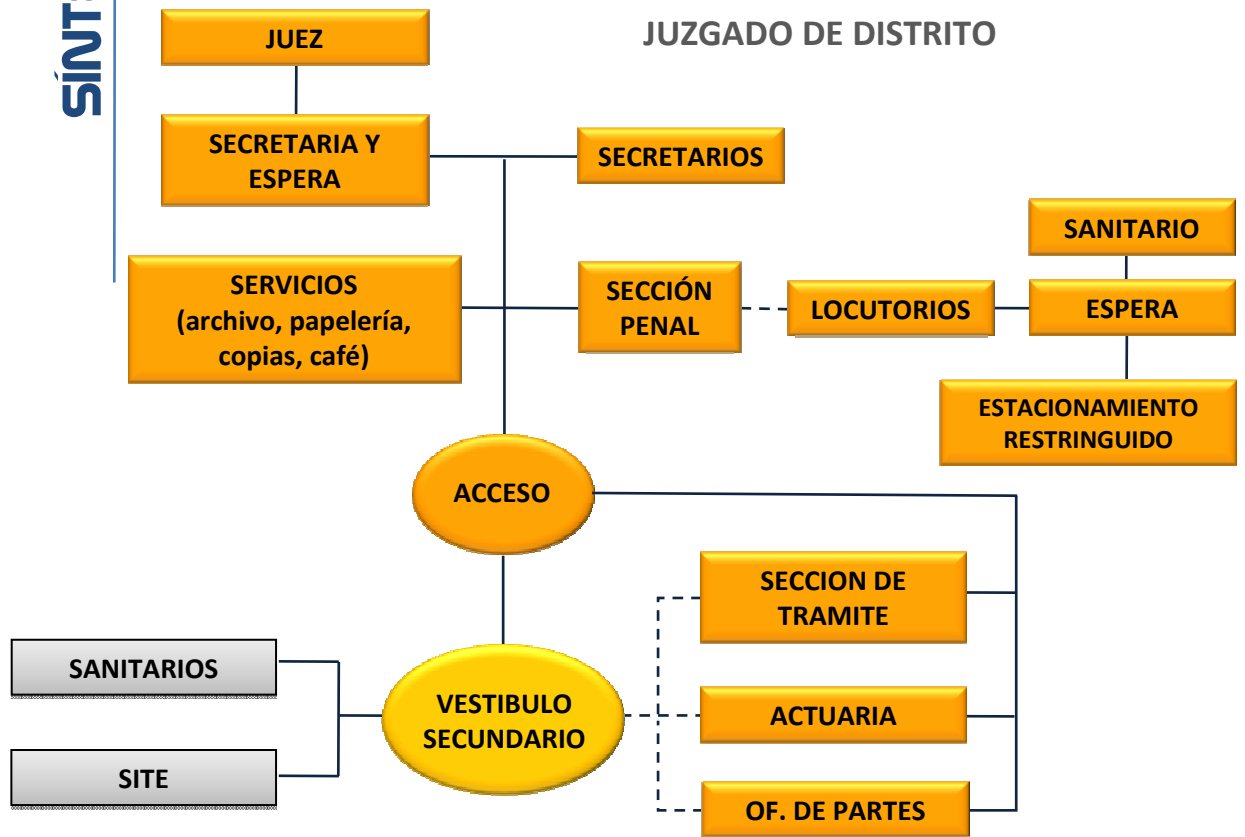 SÍNT
JUZGADO DE DISTRITO
JUEZ
SECRETARIA Y
ESPERA
SECRETARIOS
SERVICIOS
(archivo, papelería,
copias, café)
SECCIÓN
PENAL
LOCUTORIOS
SANITARIO
ESPERA
ESTACIONAMIENTO
RESTRINGUIDO
ACCESO
SECCION DE
TRAMITE
SANITARIOS
VESTIBULO
SECUNDARIO
ACTUARIA
SITE
OF. DE PARTES